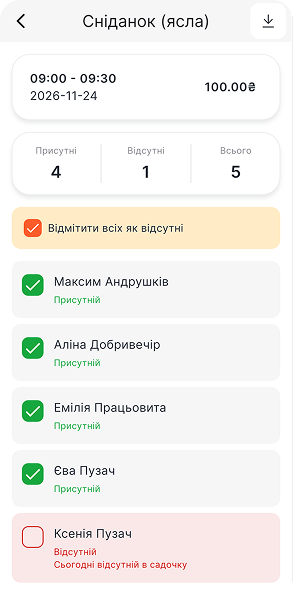 Сніданок (ясла)
09:00 - 09:30
2026-11-24
100.00₴
Присутні
Відсутні
Всього
4
1
5
Відмітити всіх як відсутні
Максим Андрушків
Присутній
Аліна Добривечір
Присутній
Емілія Працьовита
Присутній
Єва Пузач
Присутній
Ксенія Пузач
Відсутній
Сьогодні відсутній в садочку